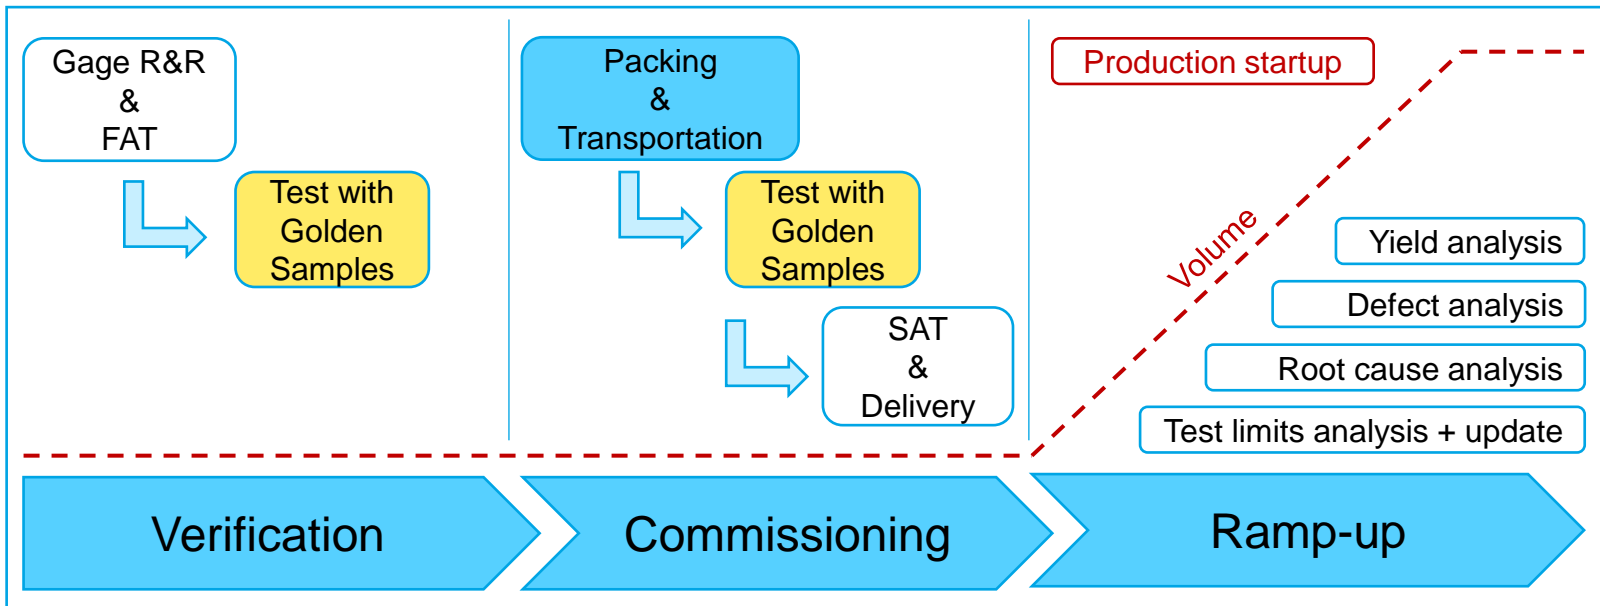 Gage R&R
&
FAT
Test with
Golden
Samples
Packing
&
Transportation
Test with
Golden
Samples
SAT
&
Delivery
Production startup
Volume
Yield analysis
Defect analysis
Root cause analysis
Test limits analysis + update
Verification
Commissioning
Ramp-up